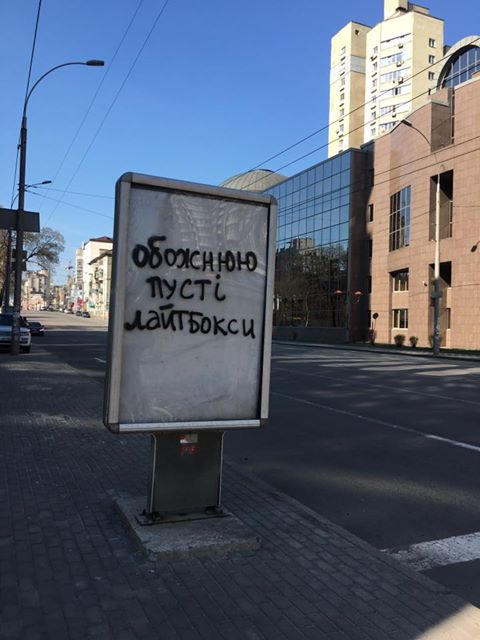 обожнюю
пусті
лайтбокси